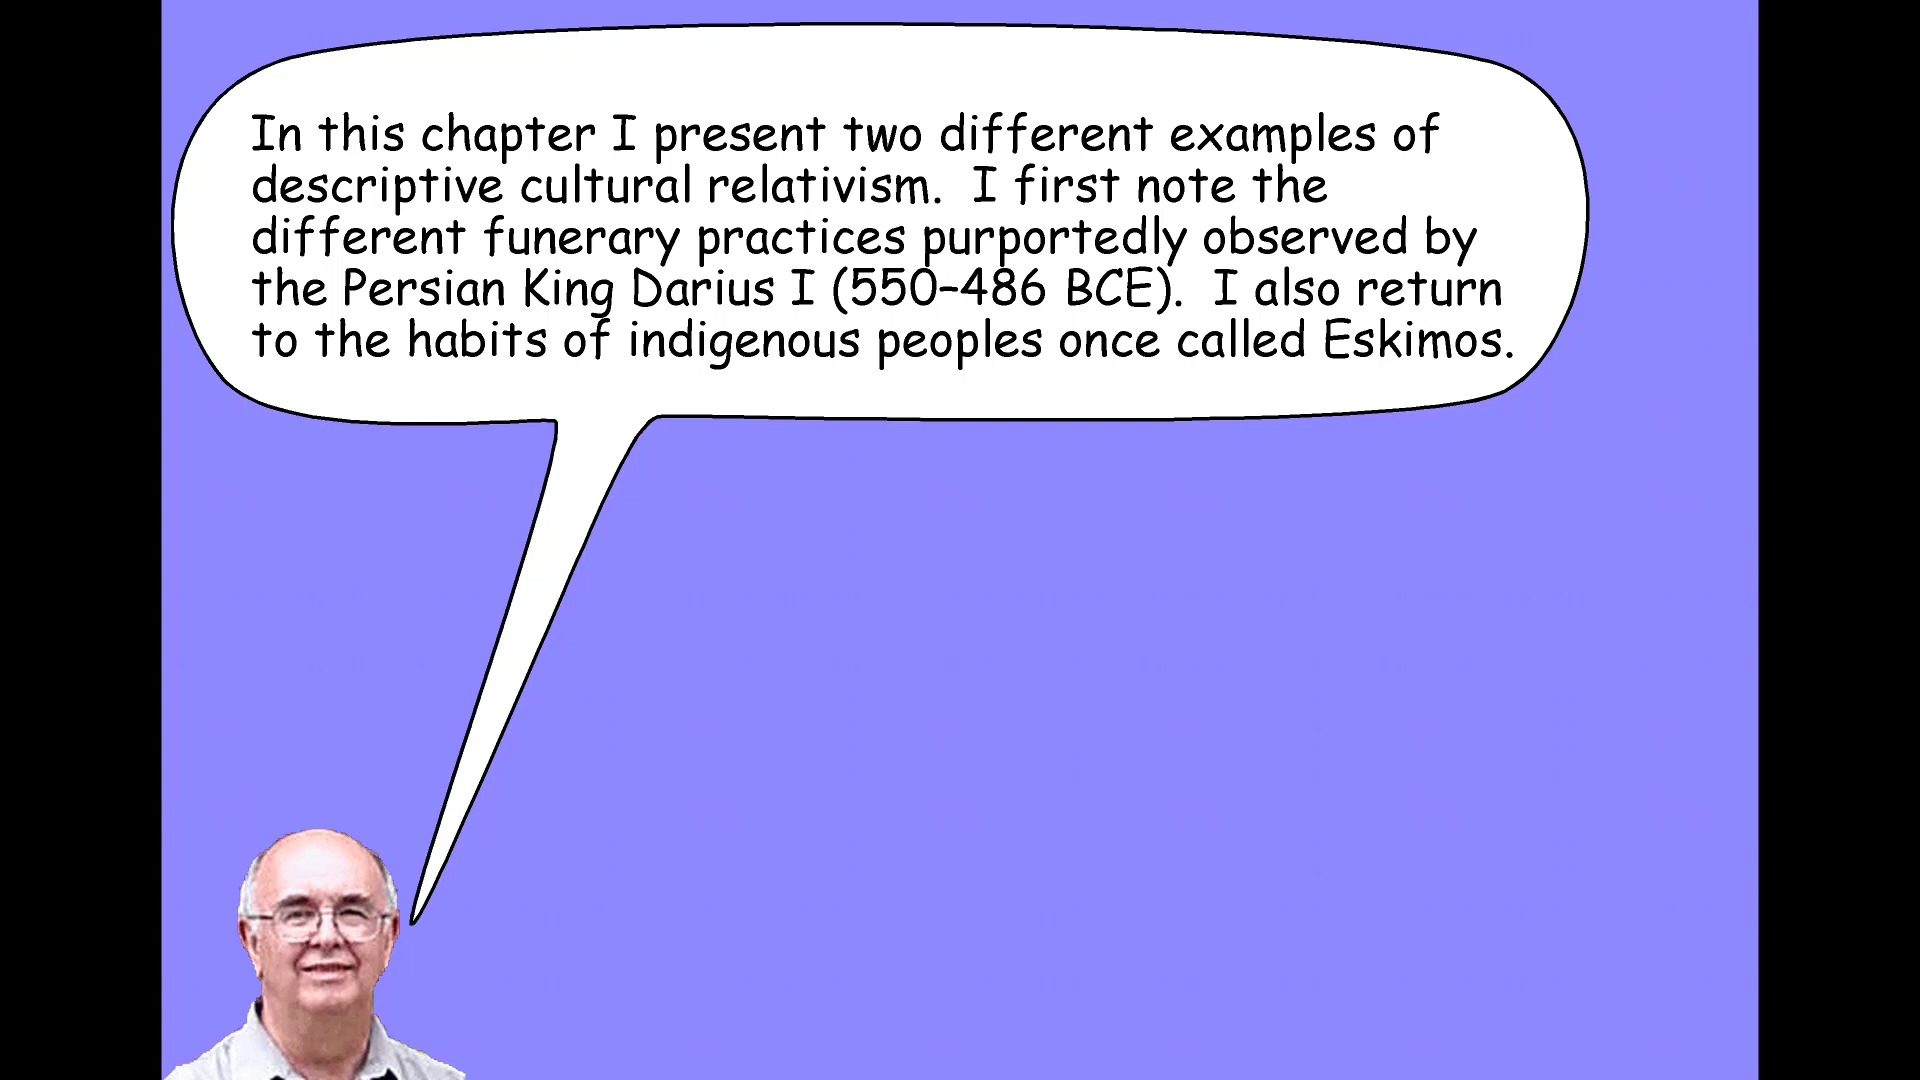 In this chapter I present two different examples of
descriptive cultural relativism.  I first note the
different funerary practices purportedly observed by
the Persian King Darius I (550–486 BCE).  I also return
to the habits of indigenous peoples once called Eskimos.